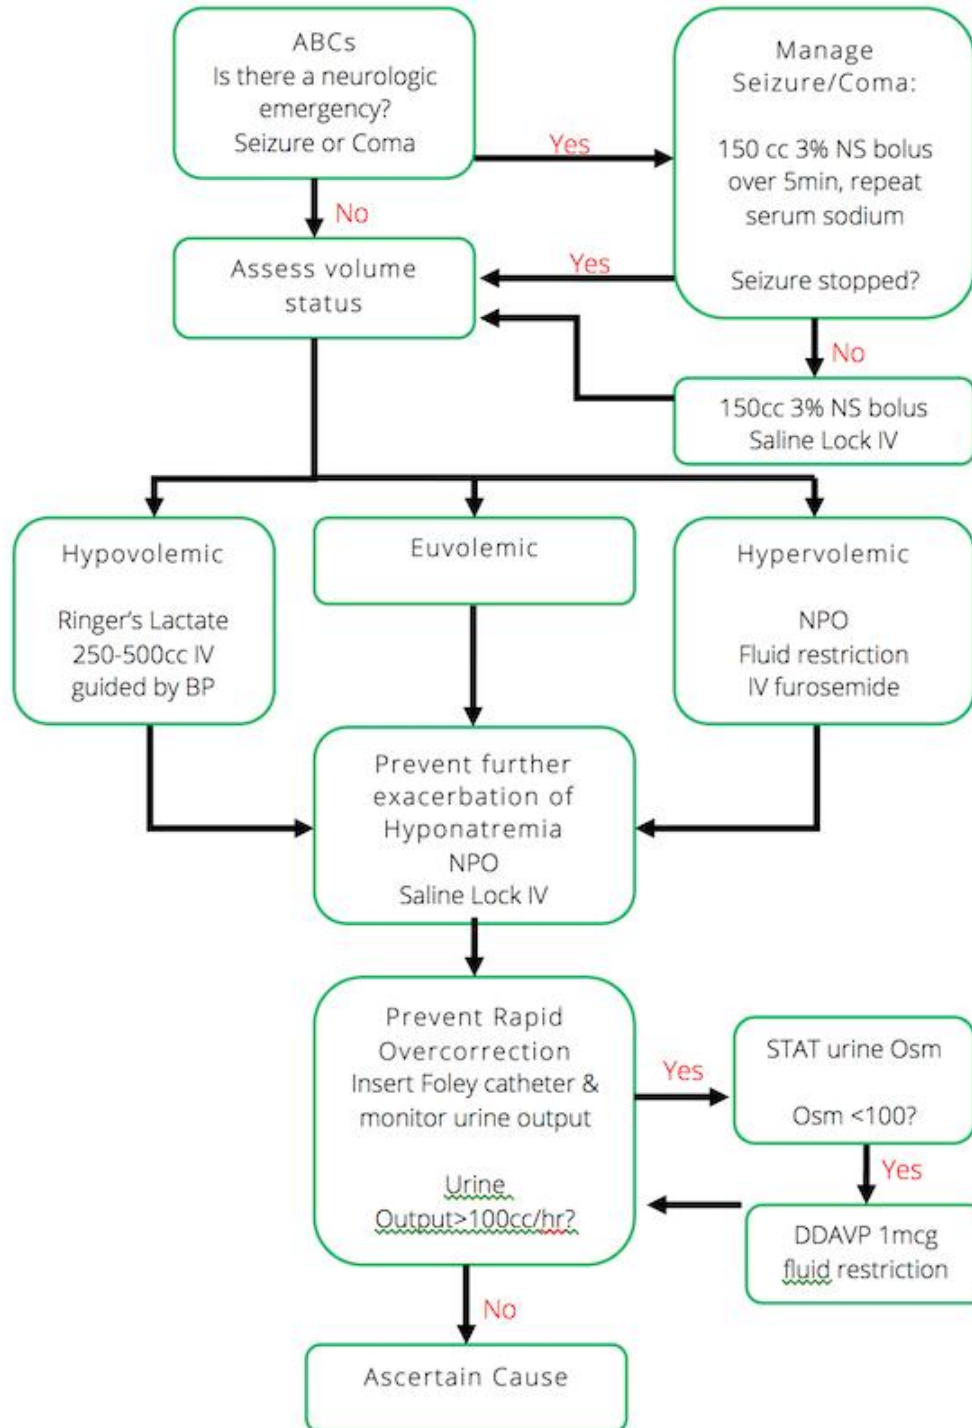 ABCs
Is there a neurologic
emergency?
Seizure or Coma
Yes
Manage
Seizure/Coma:
150 cc 3% NS bolus
over 5min, repeat
serum sodium
Seizure stopped?
No
Assess volume
status
Yes
No
150cc 3% NS bolus
Saline Lock IV
Hypovolemic
Ringer’s Lactate
250-500cc IV
guided by BP
Euvolemic
Hypervolemic
NPO
Fluid restriction
IV furosemide
Prevent further
exacerbation of
Hyponatremia
NPO
Saline Lock IV
Prevent Rapid
Overcorrection
Insert Foley catheter &
monitor urine output
Urine
Output>100cc/hr?
Yes
STAT urine Osm
Osm <100?
Yes
DDAVP 1mcg
fluid restriction
No
Ascertain Cause